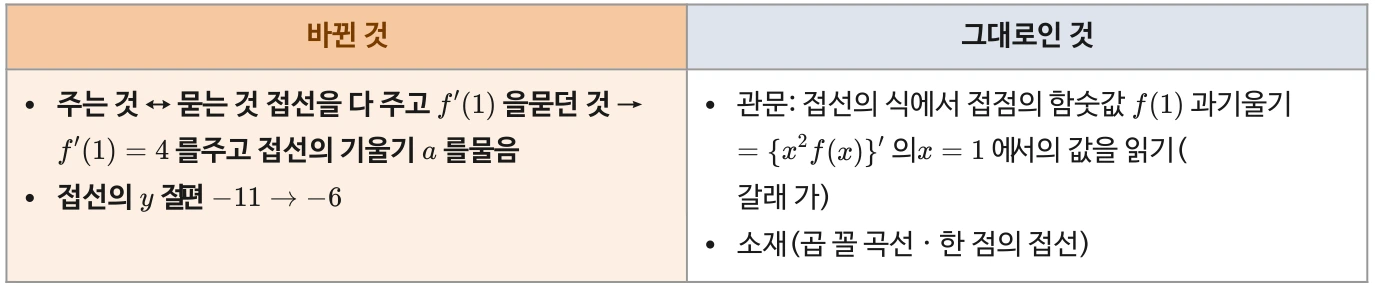 바뀐 것
그대로인 것
• 주는 것 ↔ 묻는 것 접선을 다 주고 f′(1) 을묻던 것 →
f′(1) = 4 를주고 접선의 기울기 a 를물음
• 접선의 y 절편 −11 → −6
• 관문: 접선의 식에서 접점의 함숫값 f(1) 과기울기
= {x²f(x)}′ 의x = 1 에서의 값을 읽기(
갈래 가)
• 소재(곱 꼴 곡선 · 한 점의 접선)